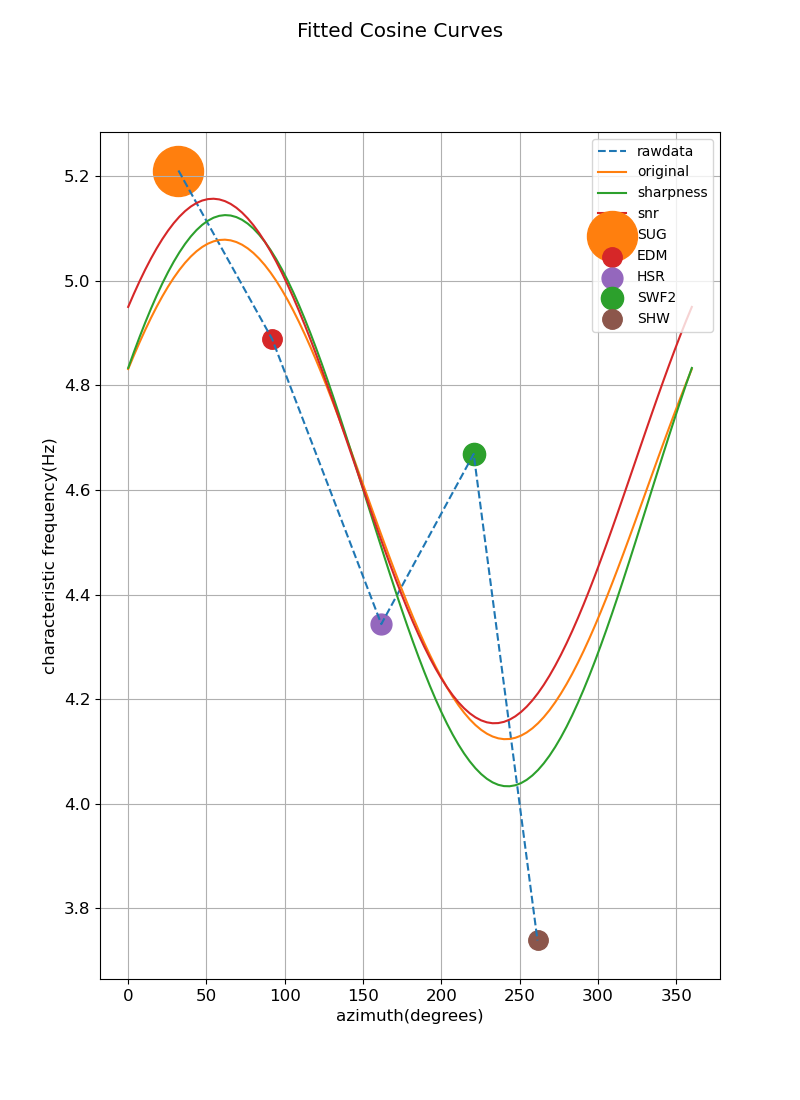 Fitted Cosine Curves
rawdata
original
sharpness
snr
SUG
EDM
HSR
SWF2
SHW
5.2
5.0
4.8
4.6
4.4
4.2
4.0
3.8
characteristic frequency(Hz)
0 50 100 150 200 250 300 350
azimuth(degrees)